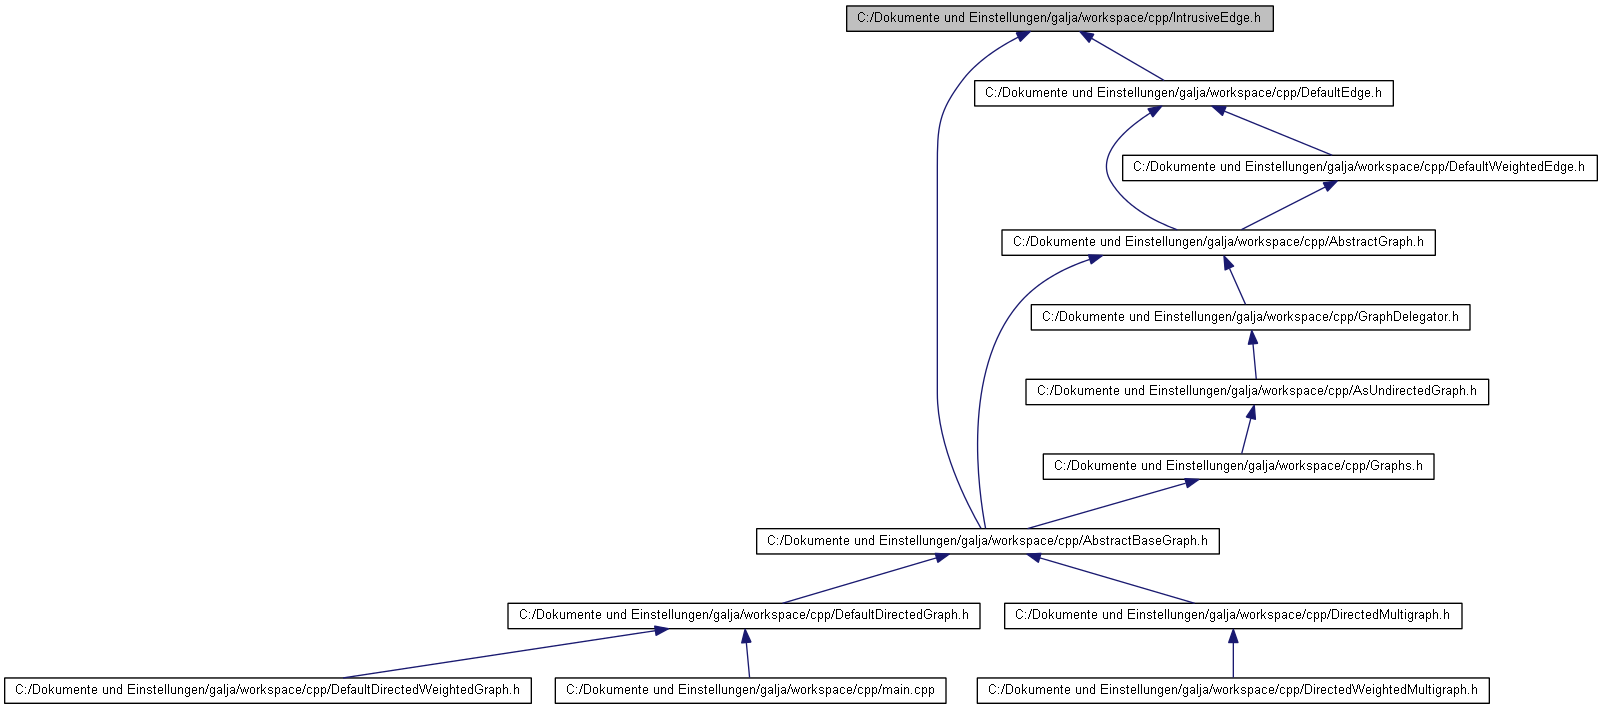 C:/Dokumente und Einstellungen/galja/workspace/cpp/IntrusiveEdge.h
C:/Dokumente und Einstellungen/galja/workspace/cpp/DefaultEdge.h
C:/Dokumente und Einstellungen/galja/workspace/cpp/DefaultWeightedEdge.h
C:/Dokumente und Einstellungen/galja/workspace/cpp/AbstractGraph.h
C:/Dokumente und Einstellungen/galja/workspace/cpp/GraphDelegator.h
C:/Dokumente und Einstellungen/galja/workspace/cpp/AsUndirectedGraph.h
C:/Dokumente und Einstellungen/galja/workspace/cpp/Graphs.h
C:/Dokumente und Einstellungen/galja/workspace/cpp/AbstractBaseGraph.h
C:/Dokumente und Einstellungen/galja/workspace/cpp/DefaultDirectedGraph.h
C:/Dokumente und Einstellungen/galja/workspace/cpp/DirectedMultigraph.h
C:/Dokumente und Einstellungen/galja/workspace/cpp/DefaultDirectedWeightedGraph.h
C:/Dokumente und Einstellungen/galja/workspace/cpp/main.cpp
C:/Dokumente und Einstellungen/galja/workspace/cpp/DirectedWeightedMultigraph.h